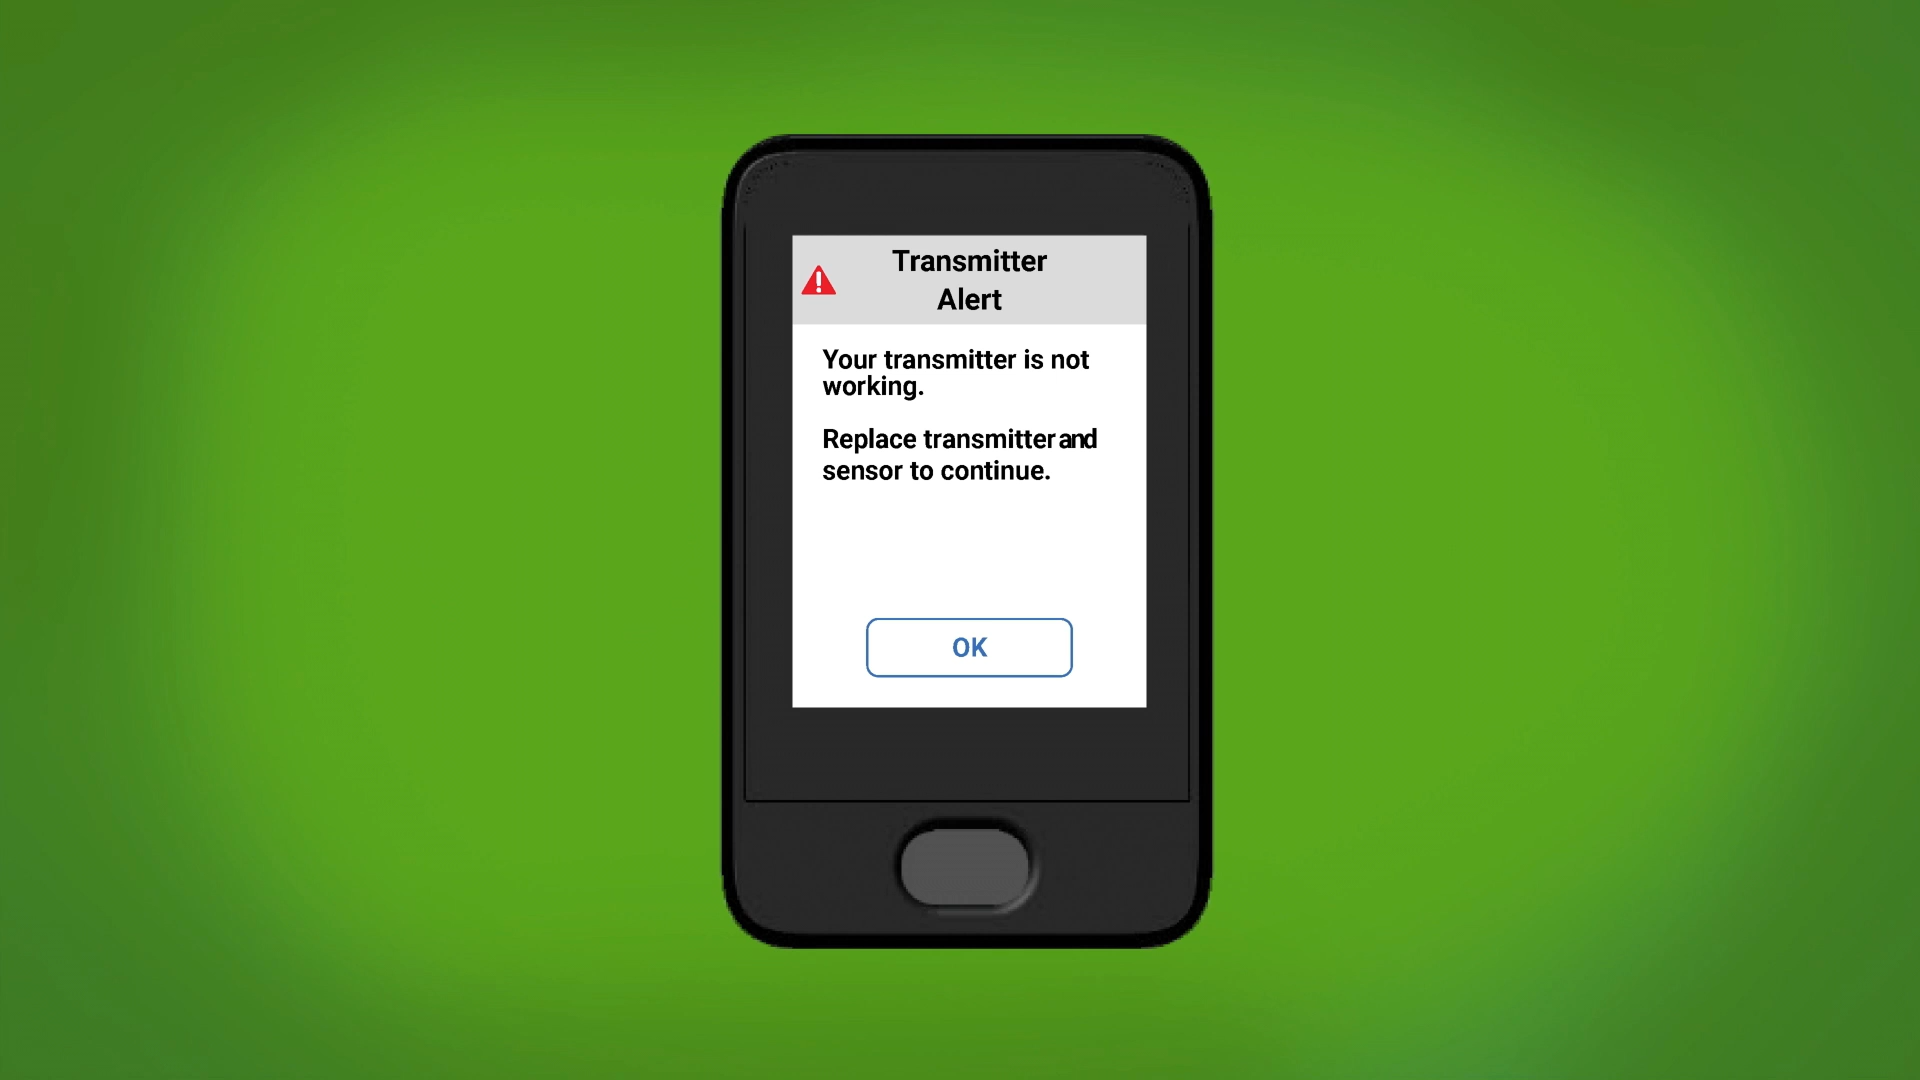 Transmitter
Alert
Your transmitter is not
working.
Replace transmitter and
sensor to continue.
OK